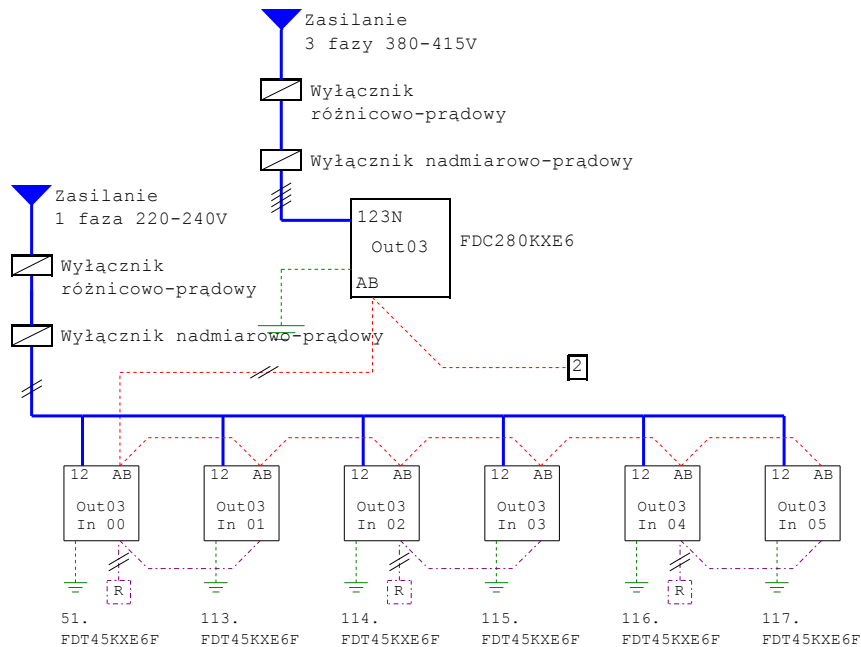 Zasilanie
3 fazy 380-415V
Wyłącznik
różnicowo-prądowy
Wyłącznik nadmiarowo-prądowy
Zasilanie
1 faza 220-240V
123N
Out03
AB
FDC280KXE6
Wyłącznik
różnicowo-prądowy
Wyłącznik nadmiarowo-prądowy
2
12 AB
Out03
In 00
12 AB
Out03
In 01
12 AB
Out03
In 02
12 AB
Out03
In 03
12 AB
Out03
In 04
12 AB
Out03
In 05
R
R
R
51.
FDT45KXE6F
113.
FDT45KXE6F
114.
FDT45KXE6F
115.
FDT45KXE6F
116.
FDT45KXE6F
117.
FDT45KXE6F